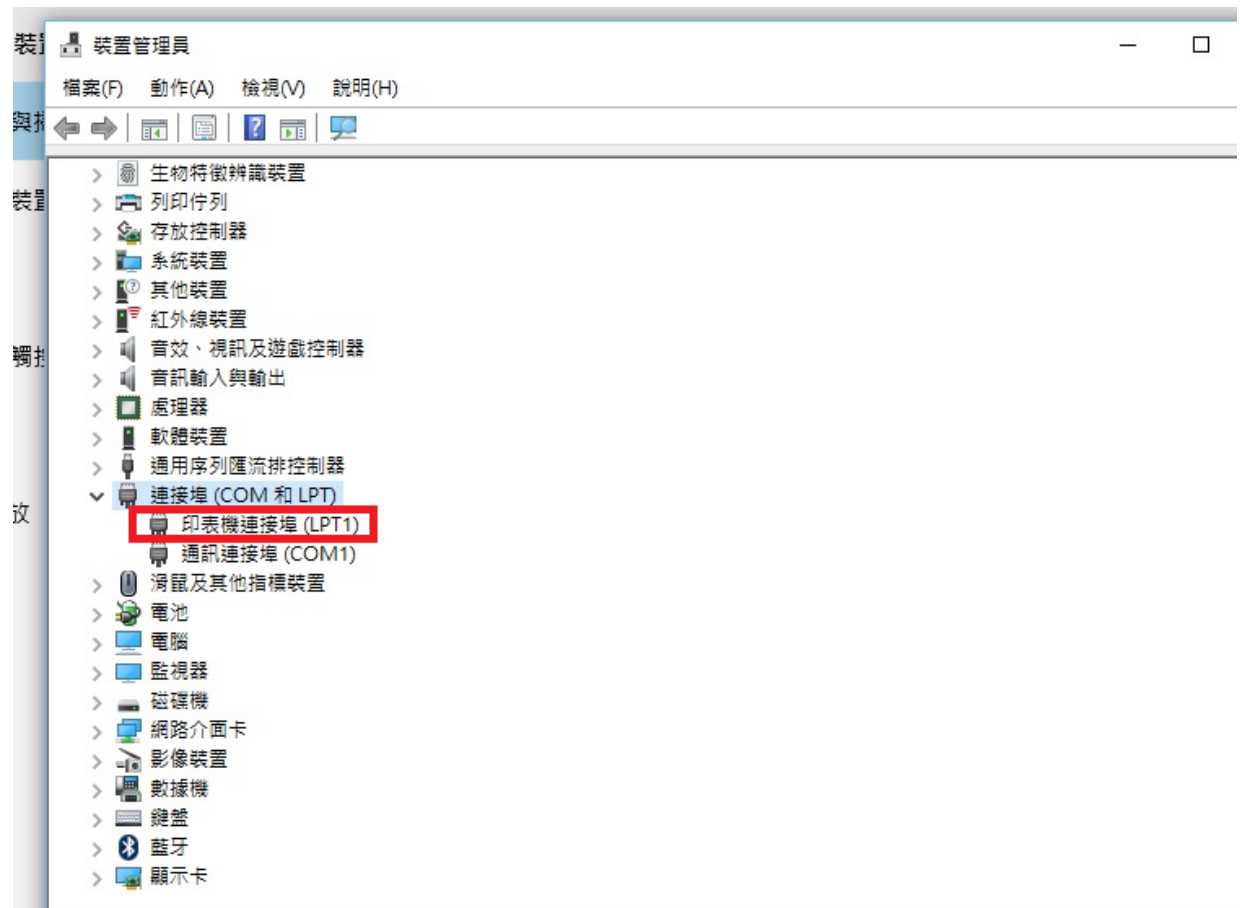 裝置管理員
檔案(F) 動作(A) 檢視(V) 說明(H)
生物特徵辨識裝置
列印佇列
存放控制器
系統裝置
其他裝置
紅外線裝置
音效、視訊及遊戲控制器
音訊輸入與輸出
處理器
軟體裝置
通用序列匯流排控制器
連接埠 (COM 和 LPT)
印表機連接埠 (LPT1)
通訊連接埠 (COM1)
滑鼠及其他指標裝置
電池
電腦
監視器
磁碟機
網路介面卡
影像裝置
數據機
鍵盤
藍牙
顯示卡
裝
與
裝置
觸
放